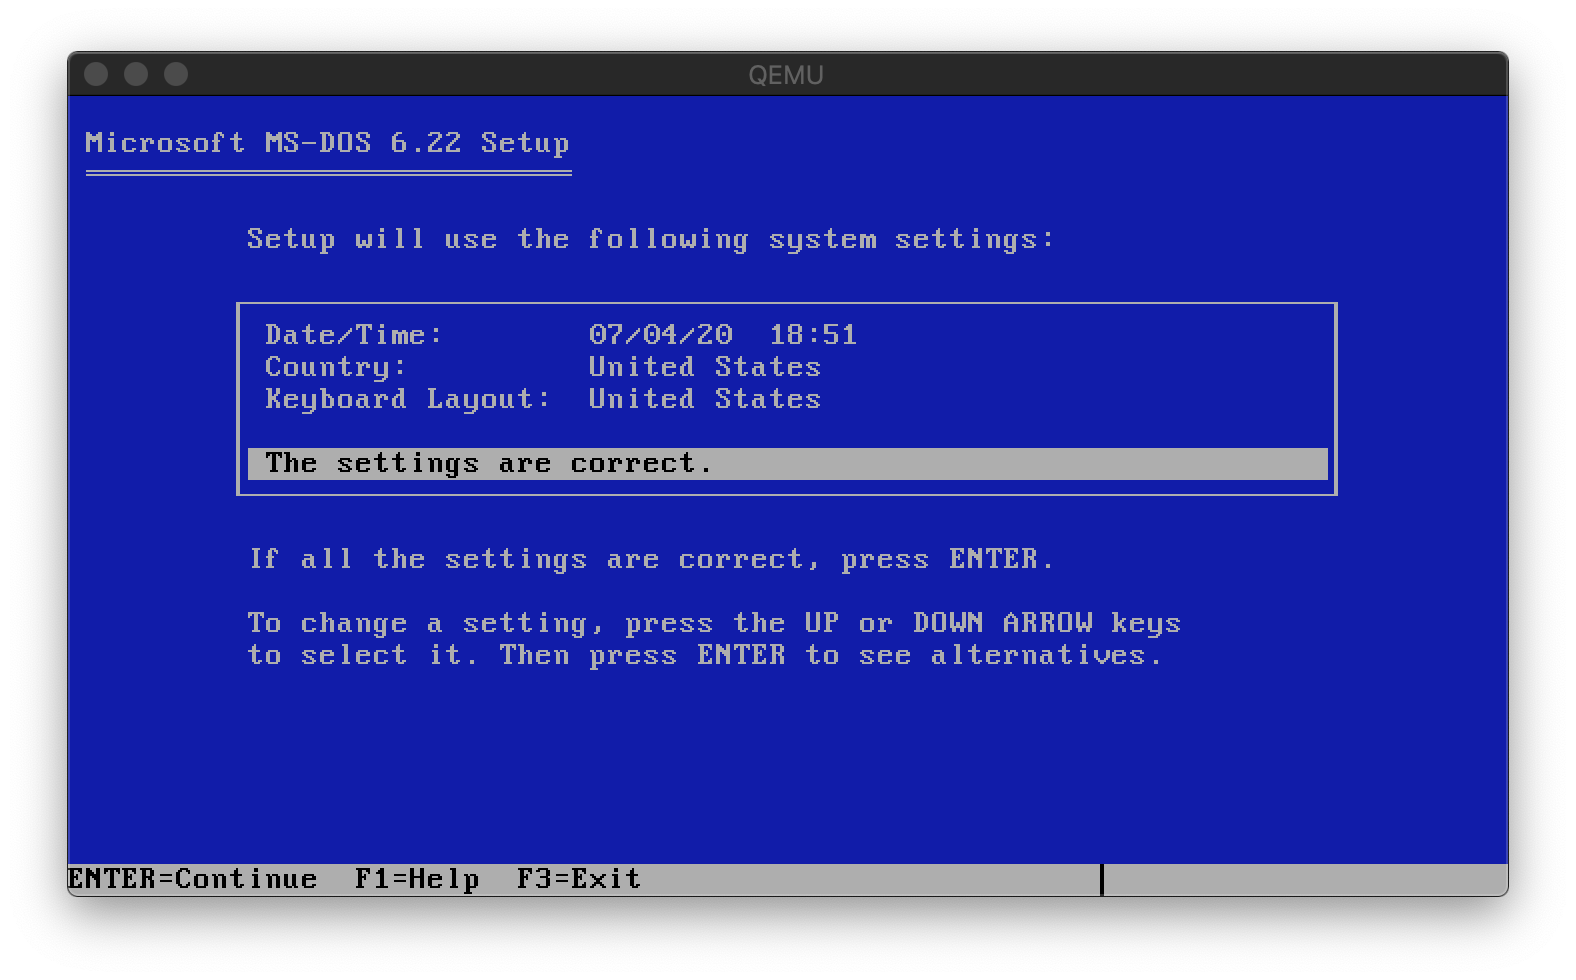 QEMU
Microsoft MS-DOS 6.22 Setup
Setup will use the following system settings:
Date/Time: 07/04/20 18:51
Country: United States
Keyboard Layout: United States
The settings are correct.
If all the settings are correct, press ENTER.
To change a setting, press the UP or DOWN ARROW keys
to select it. Then press ENTER to see alternatives.
ENTER=Continue F1=Help F3=Exit